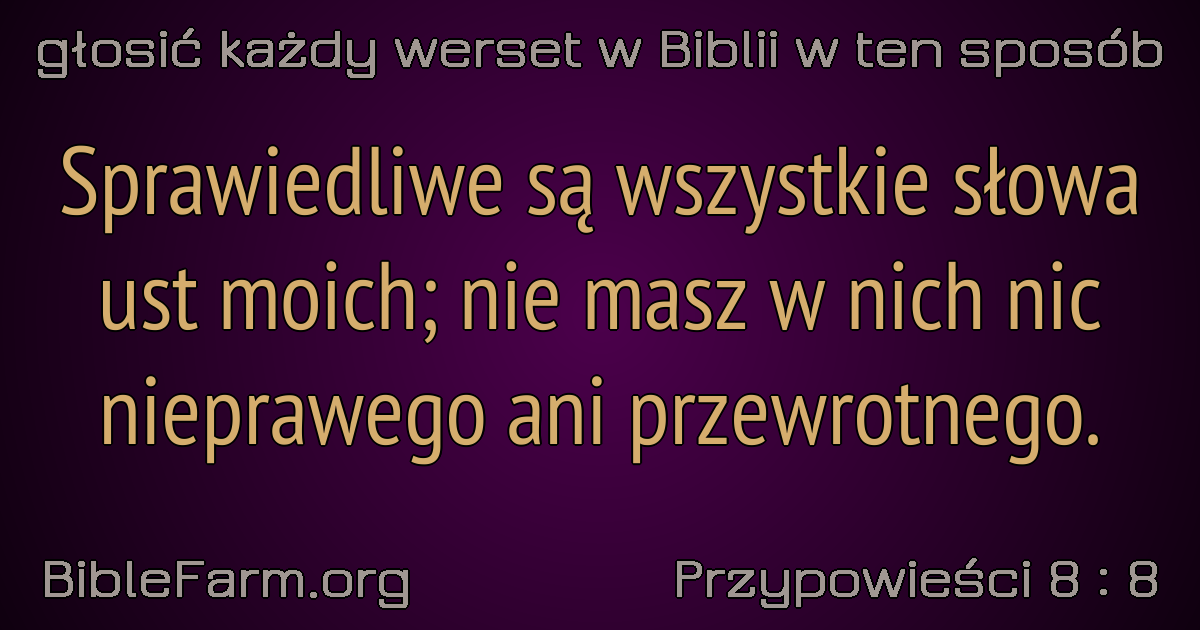 głosić każdy werset w Biblii w ten sposób
Sprawiedliwe są wszystkie słowa
ust moich; nie masz w nich nic
nieprawego ani przewrotnego.
BibleFarm.org
Przypowieści 8 : 8